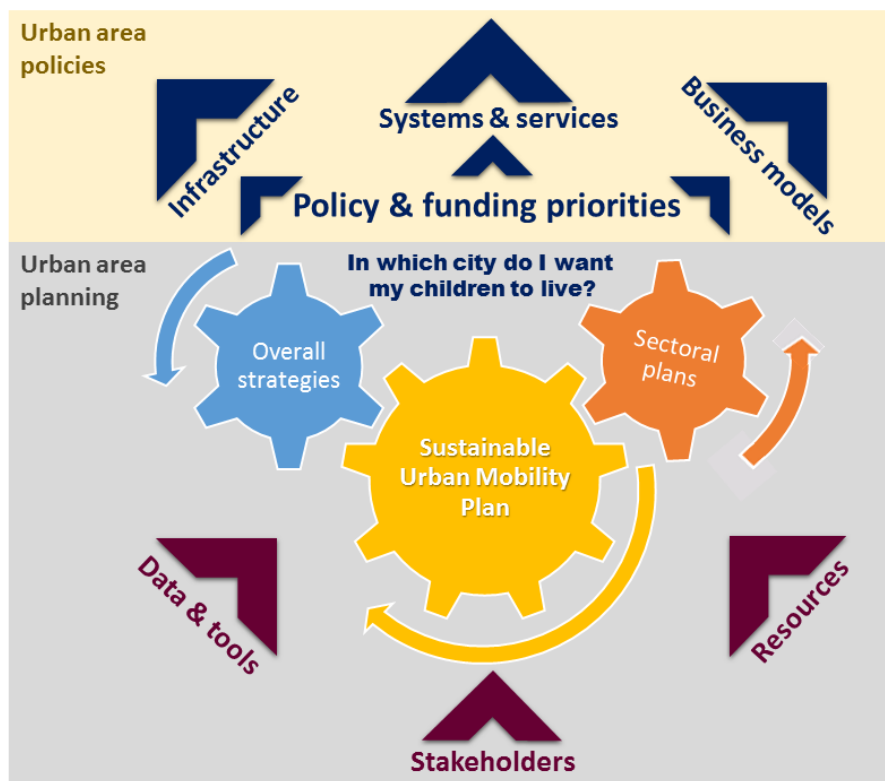 Urban area
policies
Infrastructure
Systems & services
Business models
Policy & funding priorities
Urban area
planning
In which city do I want
my children to live?
Overall
strategies
Sectoral
plans
Sustainable
Urban Mobility
Plan
Data & tools
Resources
Stakeholders